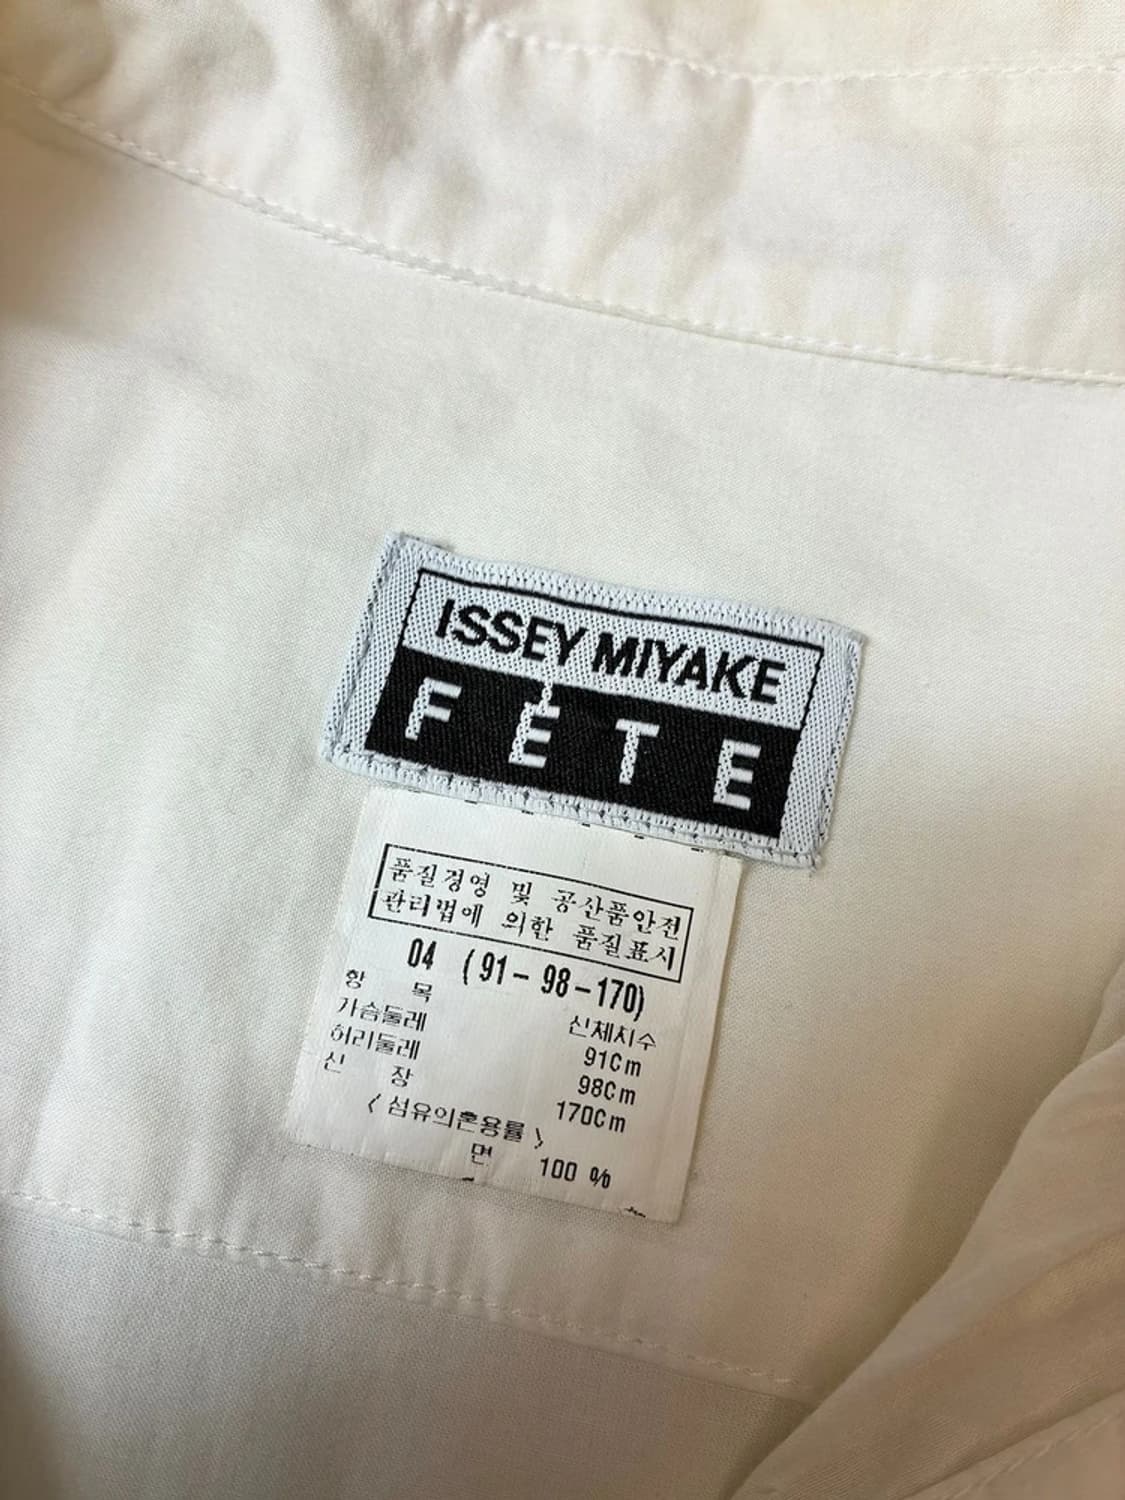 ISSEY MIYAKE
FÊTE
품질경영 및 공산품안전
관리법에 의한 품질표시
04 (91-98-170)
항 목 신체치수
가슴둘레 91Cm
허리둘레 98Cm
신 장 170Cm
<섬유의혼용률>
면 100 %